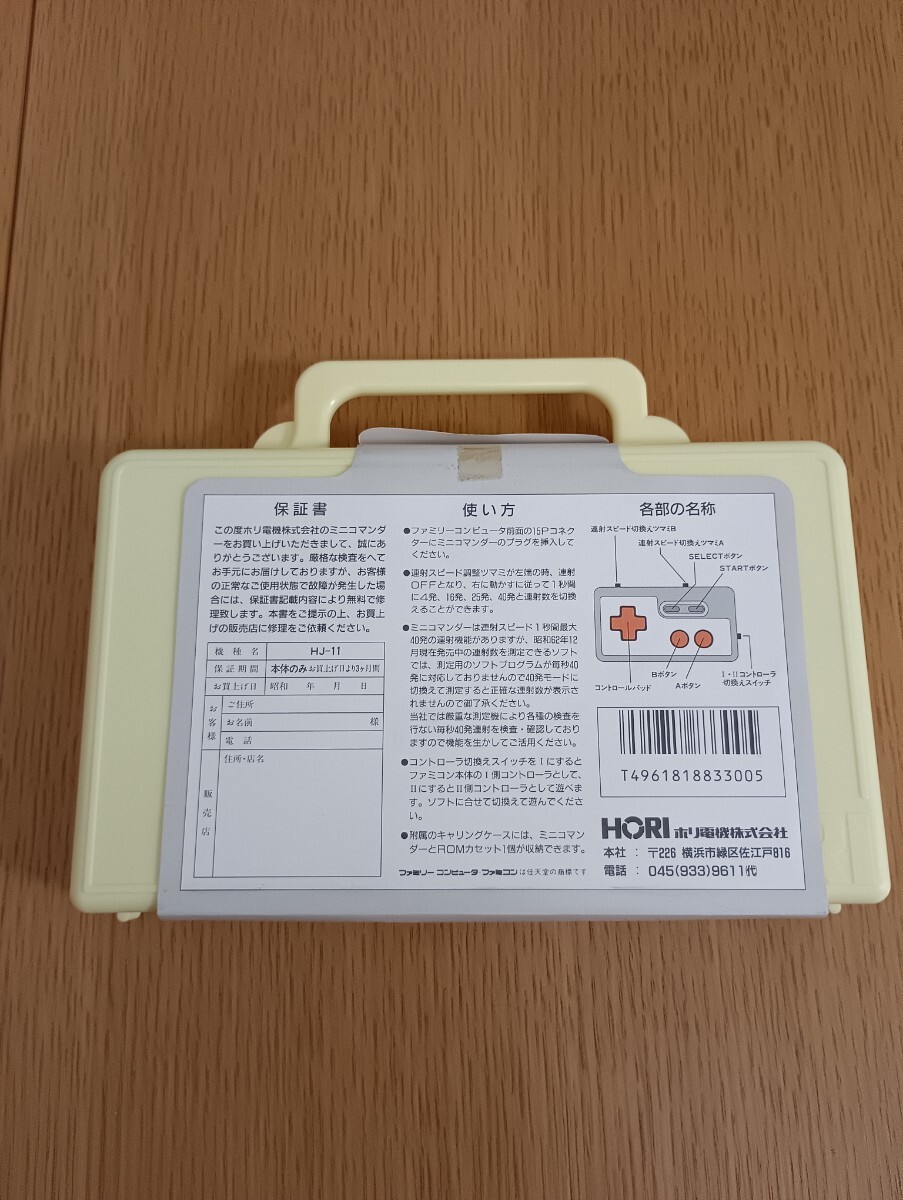 保証書
この度ホリ電機株式会社のミニコマンダ
ーをお買い上げいただきまして、誠にあ
りがとうございます。厳格な検査をへて
お手元にお届けしておりますが、お客様
の正常なご使用状態で故障が発生した場
合には、保証書記載内容により無料で修
理致します。本書をご提示の上、お買上
げの販売店に修理をご依頼ください。
機種名 HJ-11
保証期間 本体のみお買上げ日より3ヶ月間
お買上げ日 昭和 年 月 日
お客様
ご住所
お名前 様
電話
販売店
住所・店名
使い方
●ファミリーコンピュータ前面の15Pコネク
ターにミニコマンダーのプラグを挿入して
ください。
●連射スピード調整ツマミが左端の時、連射
OFFとなり、右に動かすに従って1秒間
に4発、16発、25発、40発と連射数を切換
えることができます。
●ミニコマンダーは連射スピード1秒間最大
40発の連射機能がありますが、昭和62年12
月現在発売中の連射数を測定できるソフト
では、測定用のソフトプログラムが毎秒40
発に対応しておりませんので40発モードに
切換えて測定すると正確な連射数が表示さ
れませんので御了承ください。
当社では厳重な測定機により各種の検査を
行ない毎秒40発連射を検査・確認しており
ますので機能を生かしてご活用ください。
●コントローラ切換えスイッチをIにすると
ファミコン本体のI側コントローラとして、
IIにするとII側コントローラとして遊べま
す。ソフトに合せて切換えて遊んでくださ
い。
●附属のキャリングケースには、ミニコマン
ダーとROMカセット1個が収納できます。
ファミリーコンピュータ・ファミコンは任天堂の商標です
各部の名称
連射スピード切換えツマミB
連射スピード切換えツマミA
SELECTボタン
STARTボタン
Bボタン
Aボタン
コントロールパッド
I・IIコントローラ
切換えスイッチ
T4961818833005
HORI ホリ電機株式会社
本社：〒226 横浜市緑区佐江戸816
電話：045(933)9611代